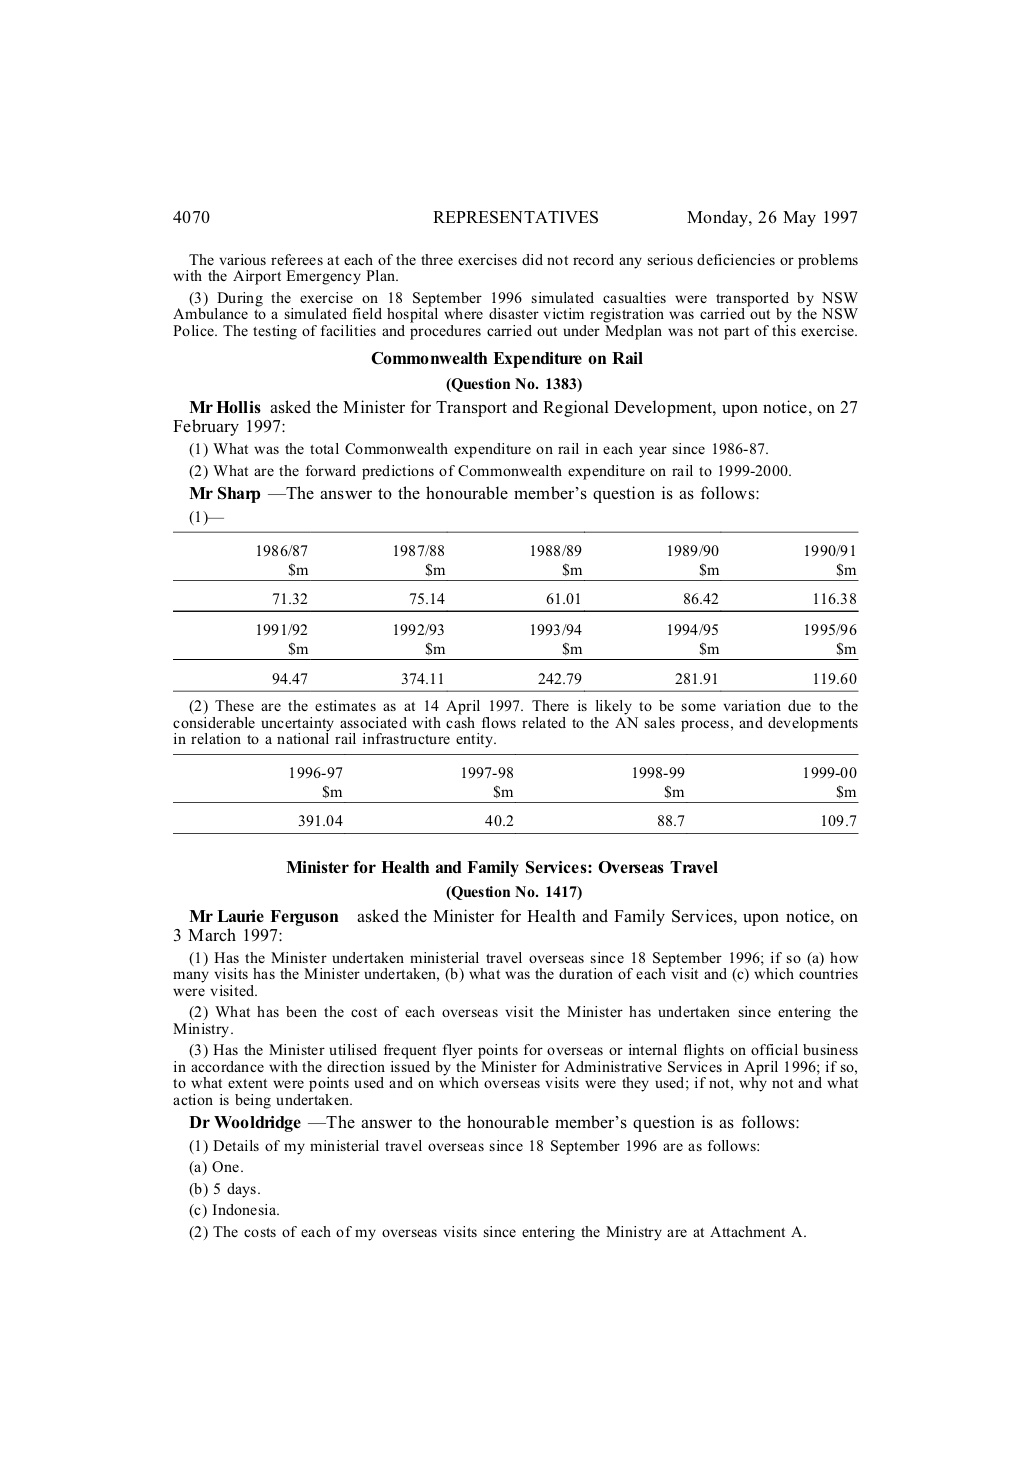 4070 REPRESENTATIVES Monday, 26 May 1997
The various referees at each of the three exercises did not record any serious deficiencies or problems
with the Airport Emergency Plan.
(3) During the exercise on 18 September 1996 simulated casualties were transported by NSW
Ambulance to a simulated field hospital where disaster victim registration was carried out by the NSW
Police. The testing of facilities and procedures carried out under Medplan was not part of this exercise.
Commonwealth Expenditure on Rail
(Question No. 1383)
Mr Hollis asked the Minister for Transport and Regional Development, upon notice, on 27
February 1997:
(1) What was the total Commonwealth expenditure on rail in each year since 1986-87.
(2) What are the forward predictions of Commonwealth expenditure on rail to 1999-2000.
Mr Sharp—The answer to the honourable member's question is as follows:
(1)—
1986/87 1987/88 1988/89 1989/90 1990/91
$m $m $m $m $m
71.32 75.14 61.01 86.42 116.38
1991/92 1992/93 1993/94 1994/95 1995/96
$m $m $m $m $m
94.47 374.11 242.79 281.91 119.60
(2) These are the estimates as at 14 April 1997. There is likely to be some variation due to the
considerable uncertainty associated with cash flows related to the AN sales process, and developments
in relation to a national rail infrastructure entity.
1996-97 1997-98 1998-99 1999-00
$m $m $m $m
391.04 40.2 88.7 109.7
Minister for Health and Family Services: Overseas Travel
(Question No. 1417)
Mr Laurie Ferguson asked the Minister for Health and Family Services, upon notice, on
3 March 1997:
(1) Has the Minister undertaken ministerial travel overseas since 18 September 1996; if so (a) how
many visits has the Minister undertaken, (b) what was the duration of each visit and (c) which countries
were visited.
(2) What has been the cost of each overseas visit the Minister has undertaken since entering the
Ministry.
(3) Has the Minister utilised frequent flyer points for overseas or internal flights on official business
in accordance with the direction issued by the Minister for Administrative Services in April 1996; if so,
to what extent were points used and on which overseas visits were they used; if not, why not and what
action is being undertaken.
Dr Wooldridge—The answer to the honourable member's question is as follows:
(1) Details of my ministerial travel overseas since 18 September 1996 are as follows:
(a) One.
(b) 5 days.
(c) Indonesia.
(2) The costs of each of my overseas visits since entering the Ministry are at Attachment A.